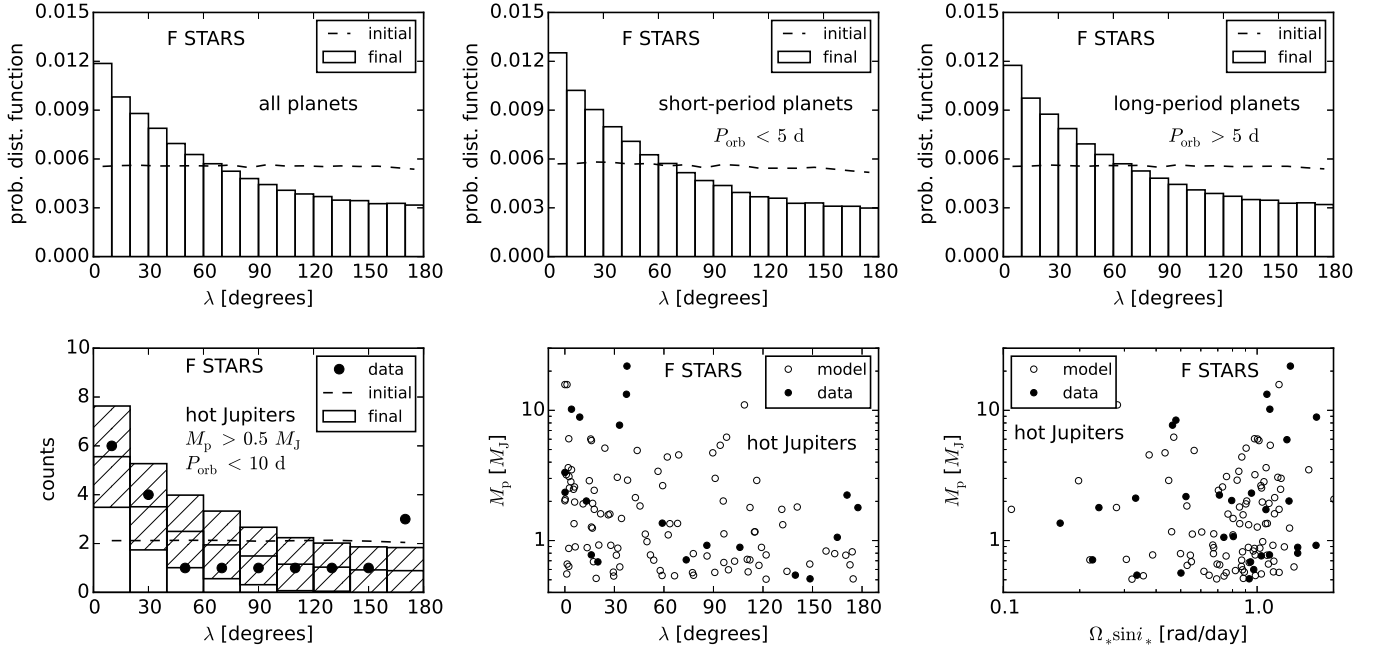 prob. dist. function
0.015
0.012
0.009
0.006
0.003
0.000
F STARS
initial
final
all planets
0 30 60 90 120 150 180
λ [degrees]
prob. dist. function
0.015
0.012
0.009
0.006
0.003
0.000
F STARS
initial
final
short-period planets
P_orb < 5 d
0 30 60 90 120 150 180
λ [degrees]
prob. dist. function
0.015
0.012
0.009
0.006
0.003
0.000
F STARS
initial
final
long-period planets
P_orb > 5 d
0 30 60 90 120 150 180
λ [degrees]
counts
10
8
6
4
2
0
F STARS
data
initial
final
hot Jupiters
M_p > 0.5 M_J
P_orb < 10 d
0 30 60 90 120 150 180
λ [degrees]
M_p [M_J]
10
1
F STARS
model
data
hot Jupiters
0 30 60 90 120 150 180
λ [degrees]
M_p [M_J]
10
1
model
data
F STARS
hot Jupiters
0.1 1.0
Ω_* sin i_* [rad/day]